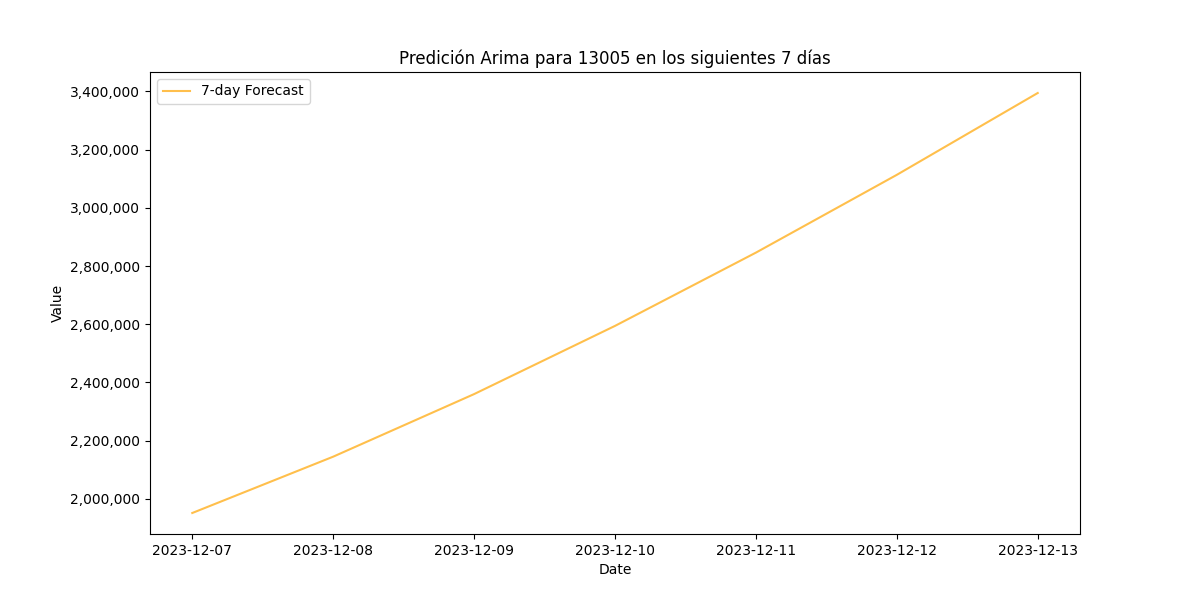 Predición Arima para 13005 en los siguientes 7 días
7-day Forecast
3,400,000
3,200,000
3,000,000
2,800,000
2,600,000
2,400,000
2,200,000
2,000,000
Value
2023-12-07 2023-12-08 2023-12-09 2023-12-10 2023-12-11 2023-12-12 2023-12-13
Date